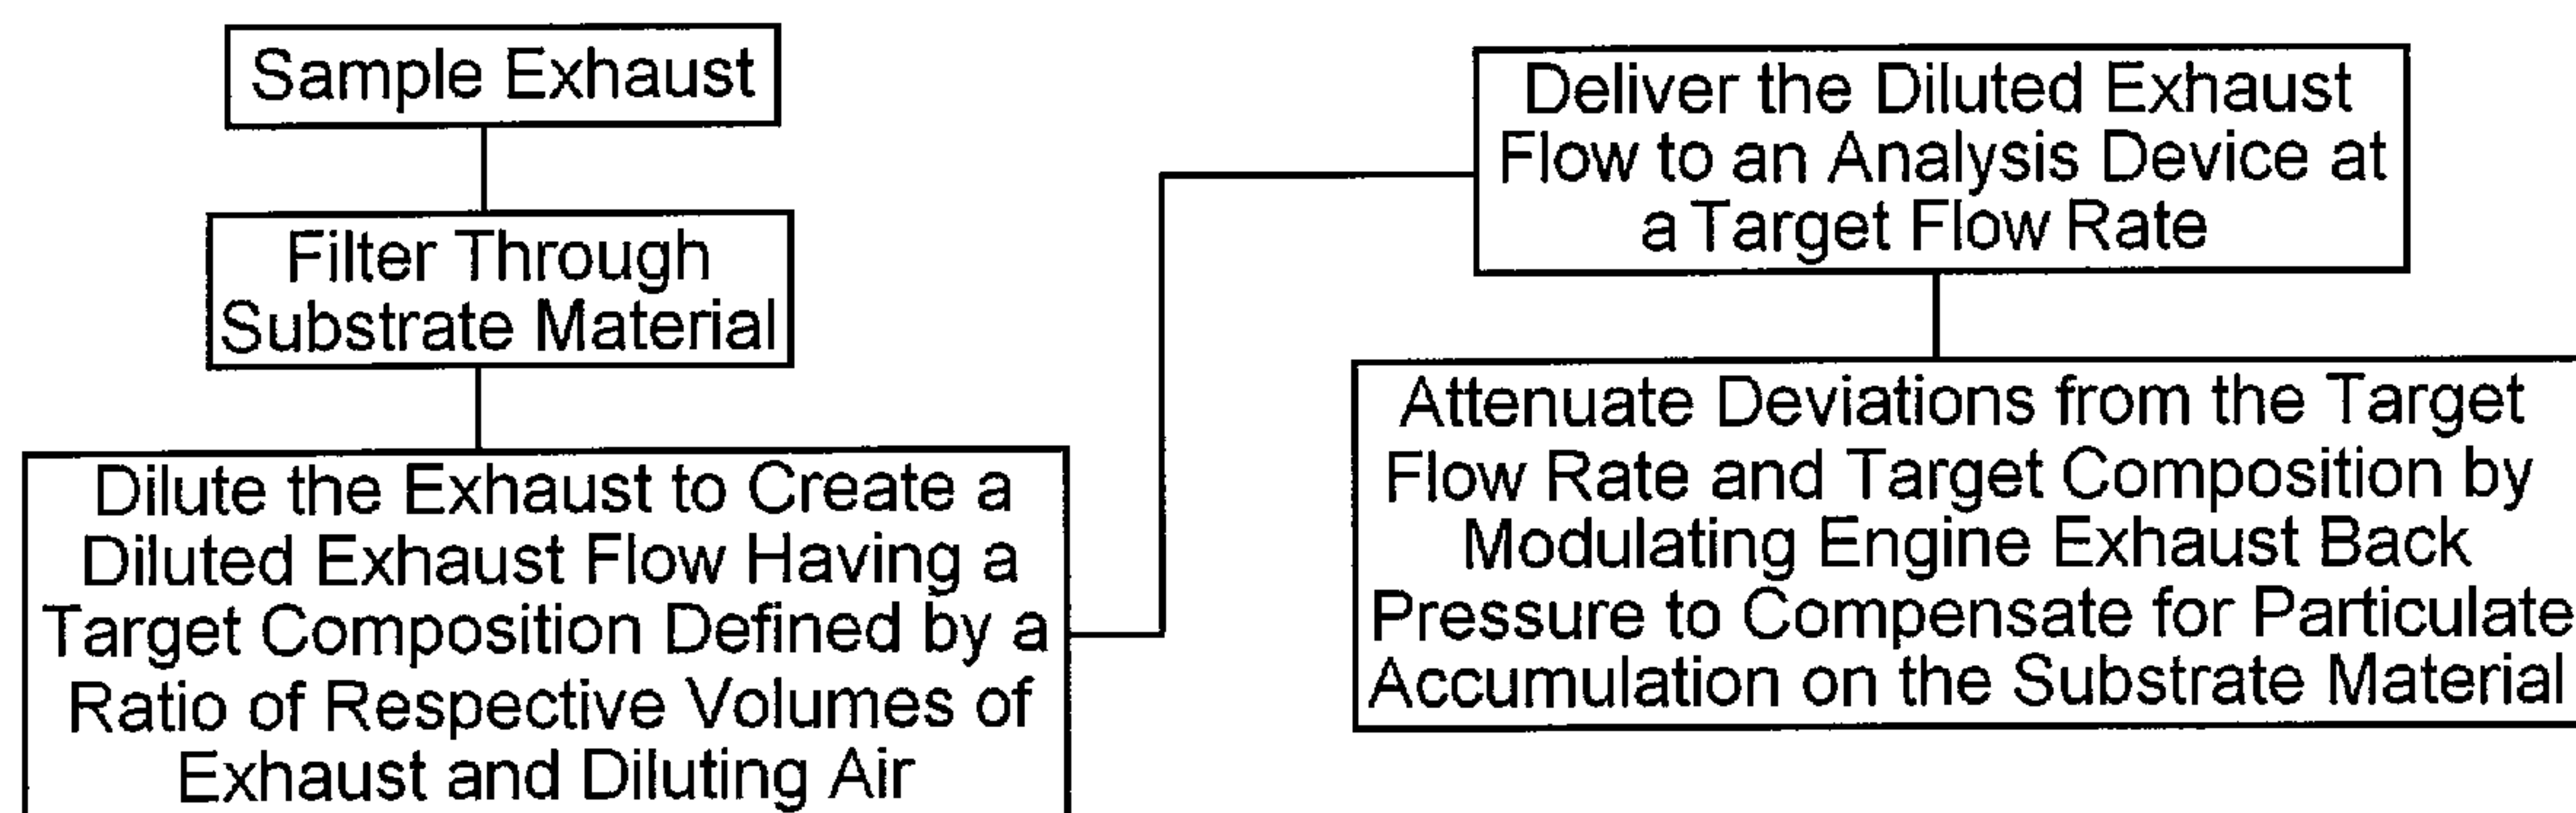 Sample Exhaust
Filter Through
Substrate Material
Dilute the Exhaust to Create a
Diluted Exhaust Flow Having a
Target Composition Defined by a
Ratio of Respective Volumes of
Exhaust and Diluting Air
Deliver the Diluted Exhaust
Flow to an Analysis Device at
a Target Flow Rate
Attenuate Deviations from the Target
Flow Rate and Target Composition by
Modulating Engine Exhaust Back
Pressure to Compensate for Particulate
Accumulation on the Substrate Material